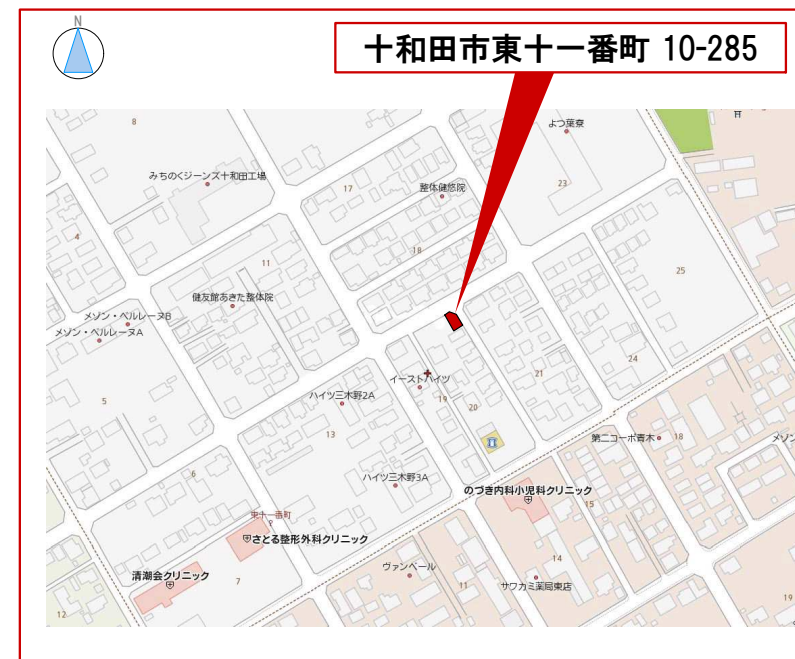 N
十和田市東十一番町 10-285
8
よつ葉寮
みちのくジーンズ十和田工場
17
整体健悠院
23
4
18
11
25
健友館あきた整体院
メゾン・ベルレーヌB
メゾン・ベルレーヌA
イーストハイツ
21
24
5
ハイツ三木野2A
19
20
13
第二コーポ青木
18
メゾン
6
ハイツ三木野3A
のづき内科小児科クリニック
15
東十一番町
さとる整形外科クリニック
14
清潮会クリニック
7
ヴァンベール
11
サワカミ薬局東店
19
12